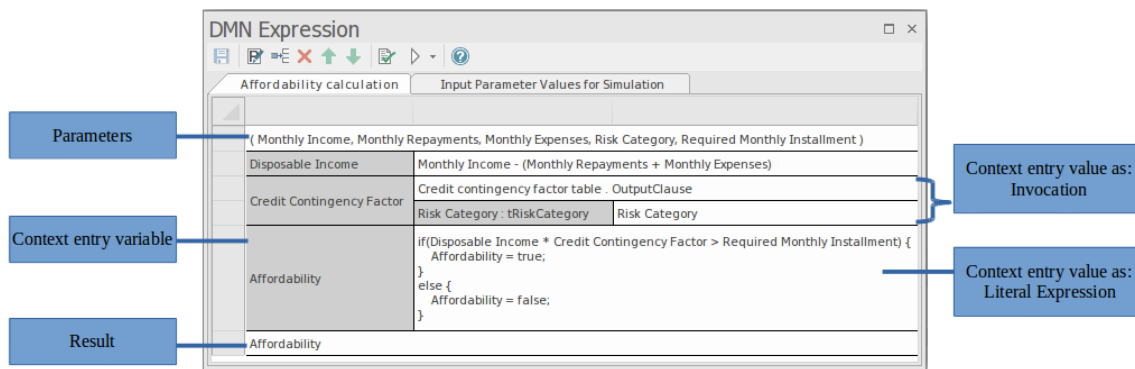 DMN Expression
Affordability calculation
Input Parameter Values for Simulation
Parameters
( Monthly Income, Monthly Repayments, Monthly Expenses, Risk Category, Required Monthly Installment )
Disposable Income
Monthly Income - (Monthly Repayments + Monthly Expenses)
Credit Contingency Factor
Credit contingency factor table . OutputClause
Risk Category : tRiskCategory
Risk Category
Context entry value as:
Invocation
Context entry variable
Affordability
if(Disposable Income * Credit Contingency Factor > Required Monthly Installment) {
Affordability = true;
}
else {
Affordability = false;
}
Context entry value as:
Literal Expression
Result
Affordability